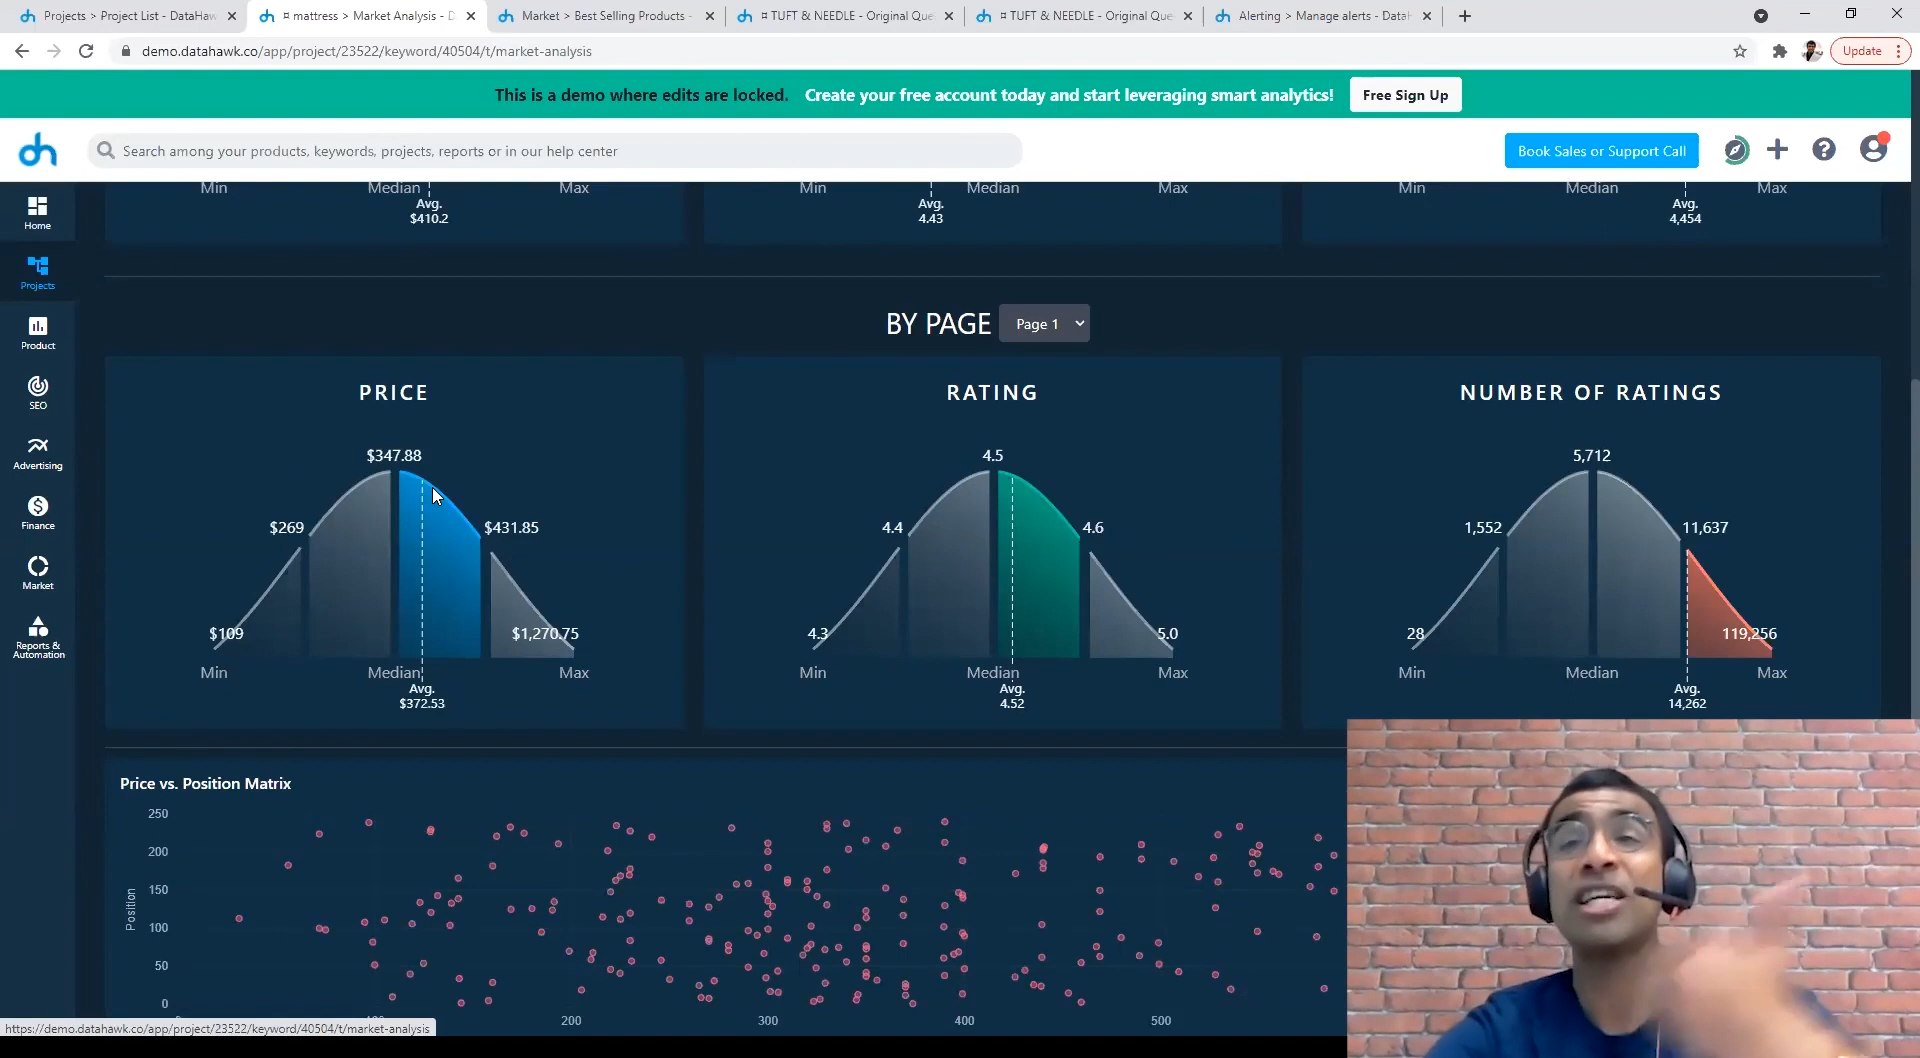 Projects > Project List - DataHaw
¤ mattress > Market Analysis - D
Market > Best Selling Products -
¤ TUFT & NEEDLE - Original Que
¤ TUFT & NEEDLE - Original Que
Alerting > Manage alerts - DataH
demo.datahawk.co/app/project/23522/keyword/40504/t/market-analysis
Update
This is a demo where edits are locked. Create your free account today and start leveraging smart analytics!
Free Sign Up
dh
Search among your products, keywords, projects, reports or in our help center
Book Sales or Support Call
Home
Projects
Product
SEO
Advertising
Finance
Market
Reports &
Automation
Min Median Max
Avg.
$410.2
Min Median Max
Avg.
4.43
Min Median Max
Avg.
4,454
BY PAGE Page 1
PRICE
$347.88
$269 $431.85
$109 $1,270.75
Min Median Max
Avg.
$372.53
RATING
4.5
4.4 4.6
4.3 5.0
Min Median Max
Avg.
4.52
NUMBER OF RATINGS
5,712
1,552 11,637
28 119,256
Min Median Max
Avg.
14,262
Price vs. Position Matrix
Position
250
200
150
100
50
0
200 300 400 500
https://demo.datahawk.co/app/project/23522/keyword/40504/t/market-analysis